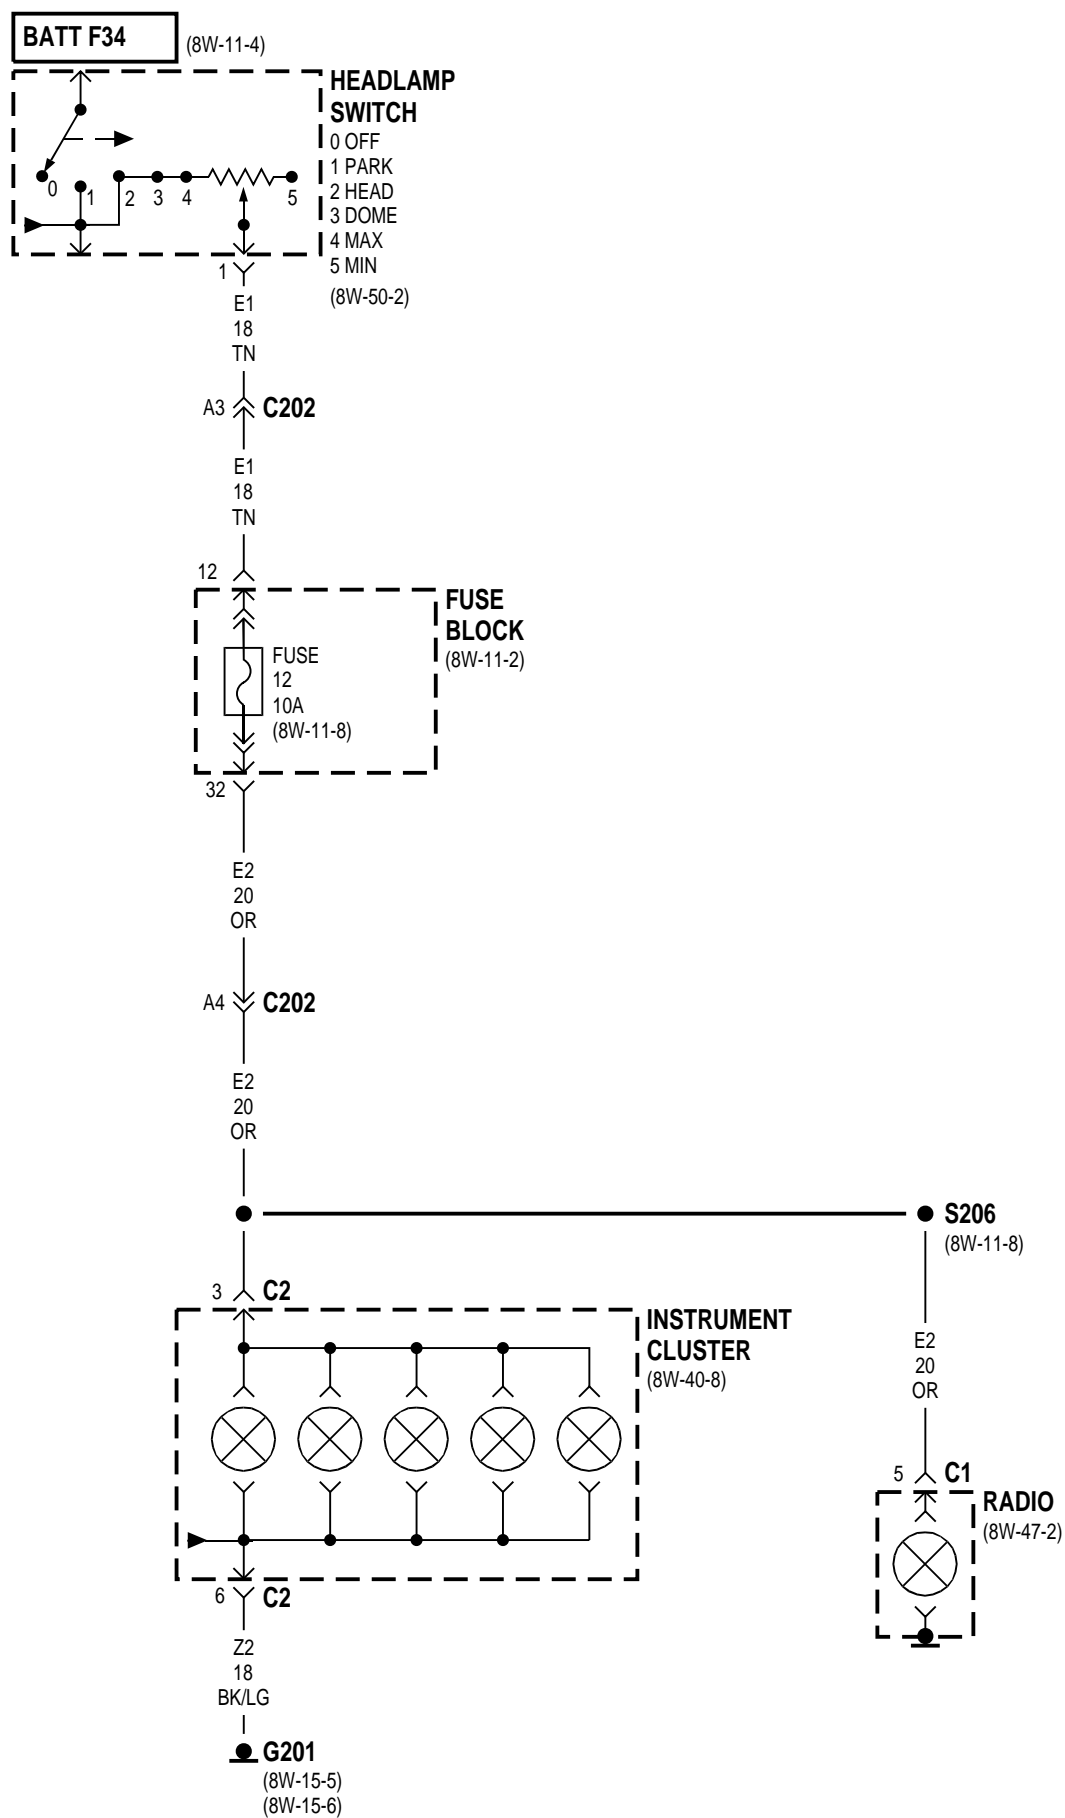 BATT F34
(8W-11-4)
HEADLAMP
SWITCH
0 OFF
1 PARK
2 HEAD
3 DOME
4 MAX
5 MIN
(8W-50-2)
0
1
2
3
4
5
1
E1
18
TN
A3
C202
E1
18
TN
12
FUSE
BLOCK
(8W-11-2)
FUSE
12
10A
(8W-11-8)
32
E2
20
OR
A4
C202
E2
20
OR
S206
(8W-11-8)
3
C2
INSTRUMENT
CLUSTER
(8W-40-8)
E2
20
OR
5
C1
RADIO
(8W-47-2)
6
C2
Z2
18
BK/LG
G201
(8W-15-5)
(8W-15-6)